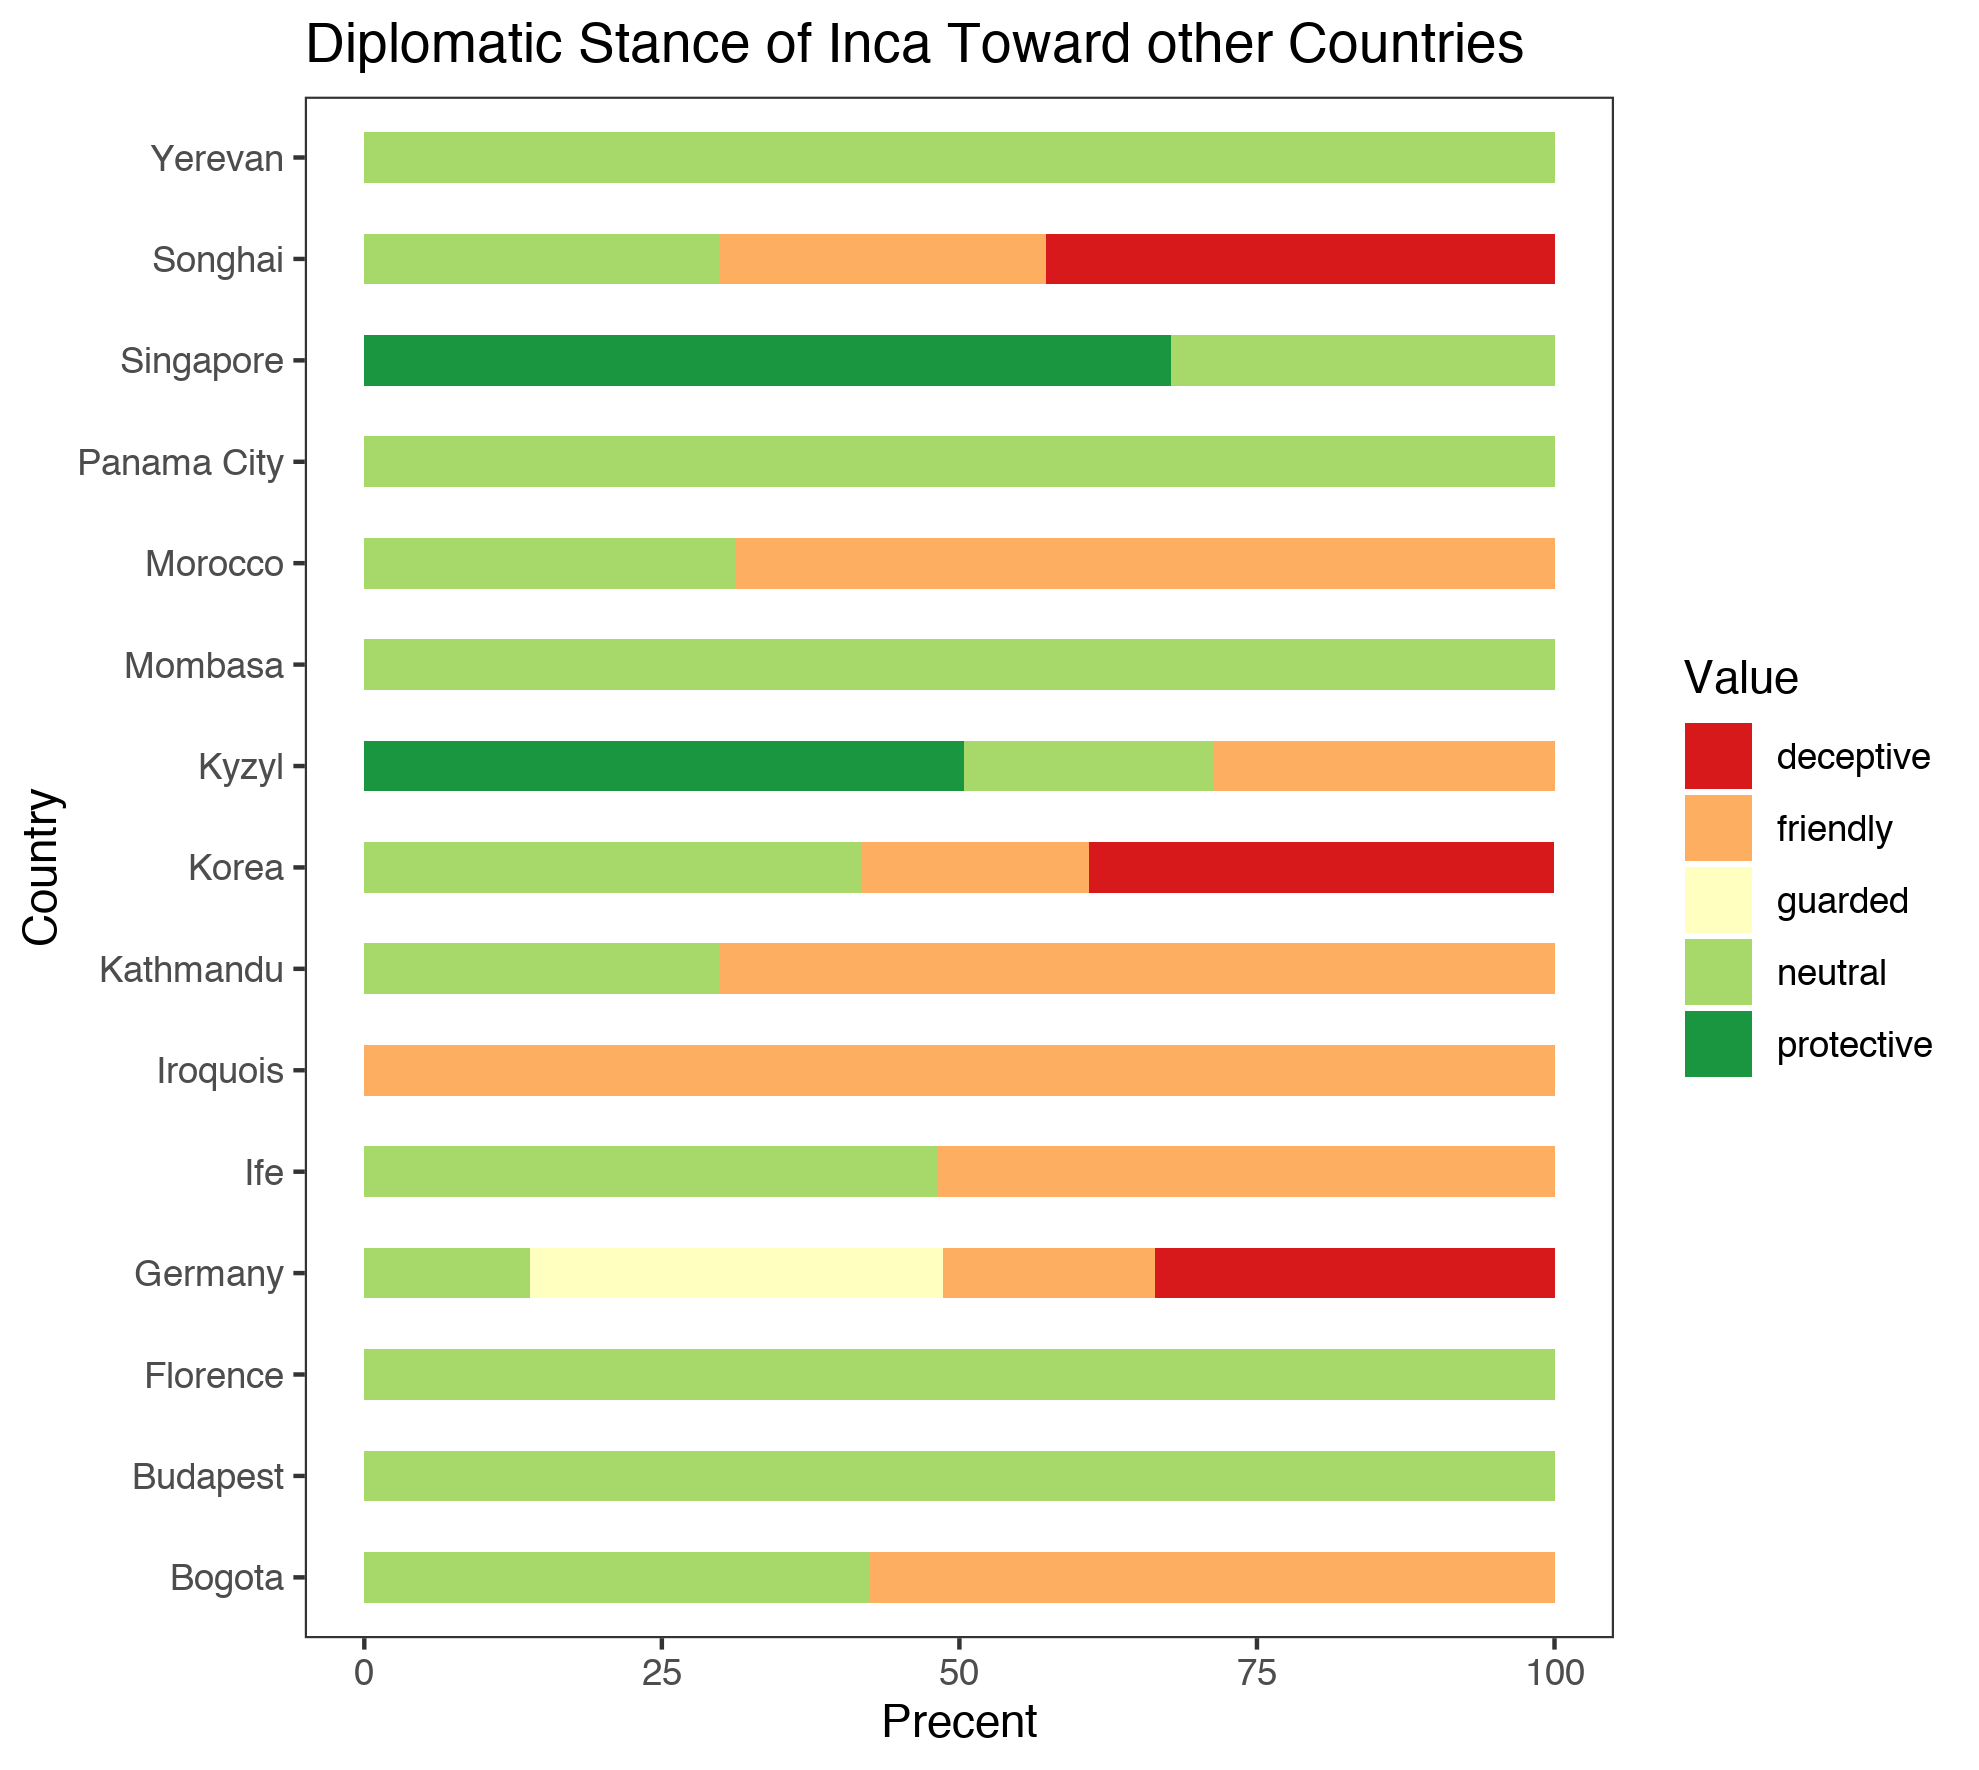 Diplomatic Stance of Inca Toward other Countries
Yerevan
Songhai
Singapore
Panama City
Morocco
Mombasa
Kyzyl
Korea
Kathmandu
Iroquois
Ife
Germany
Florence
Budapest
Bogota
Country
0 25 50 75 100
Precent
Value
deceptive
friendly
guarded
neutral
protective